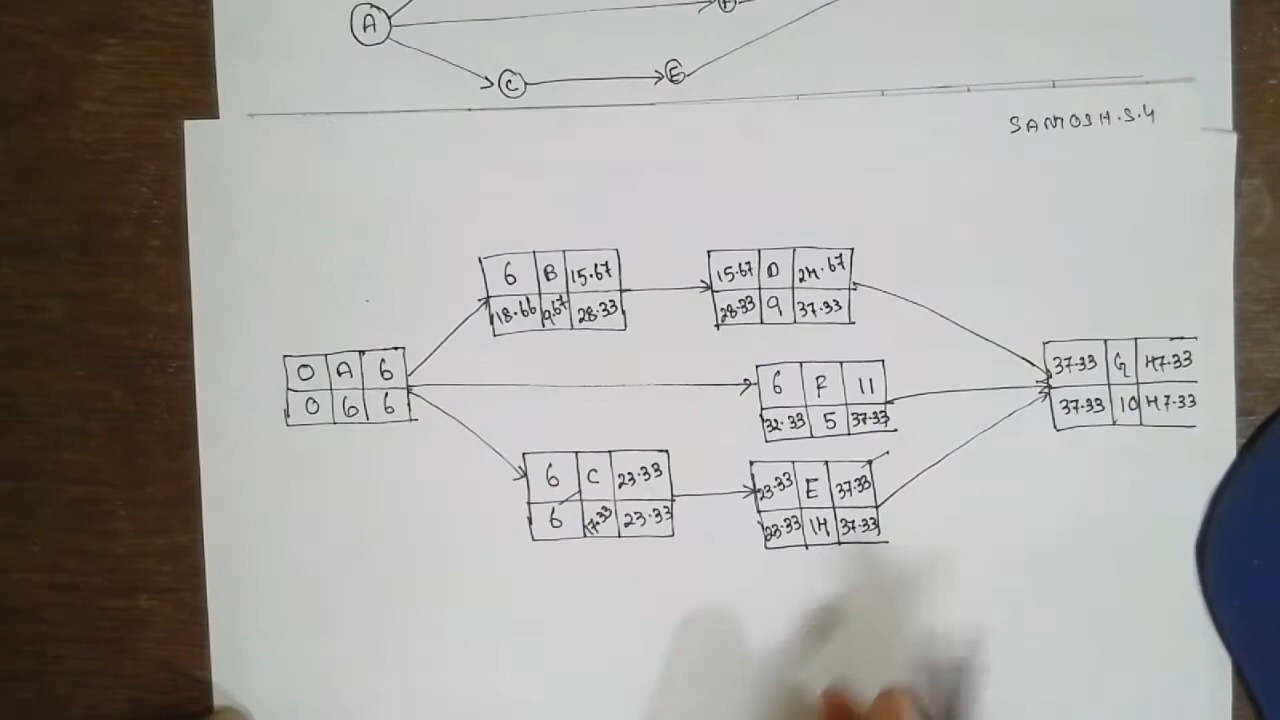 A
F
C
E
SANTOSH.S.Y
6 B 15.67
18.66 9.67 28.33
15.67 D 24.67
28.33 9 37.33
0 A 6
0 6 6
6 F 11
32.33 5 37.33
37.33 G 47.33
37.33 10 47.33
6 C 23.33
6 17.33 23.33
23.33 E 37.33
23.33 14 37.33